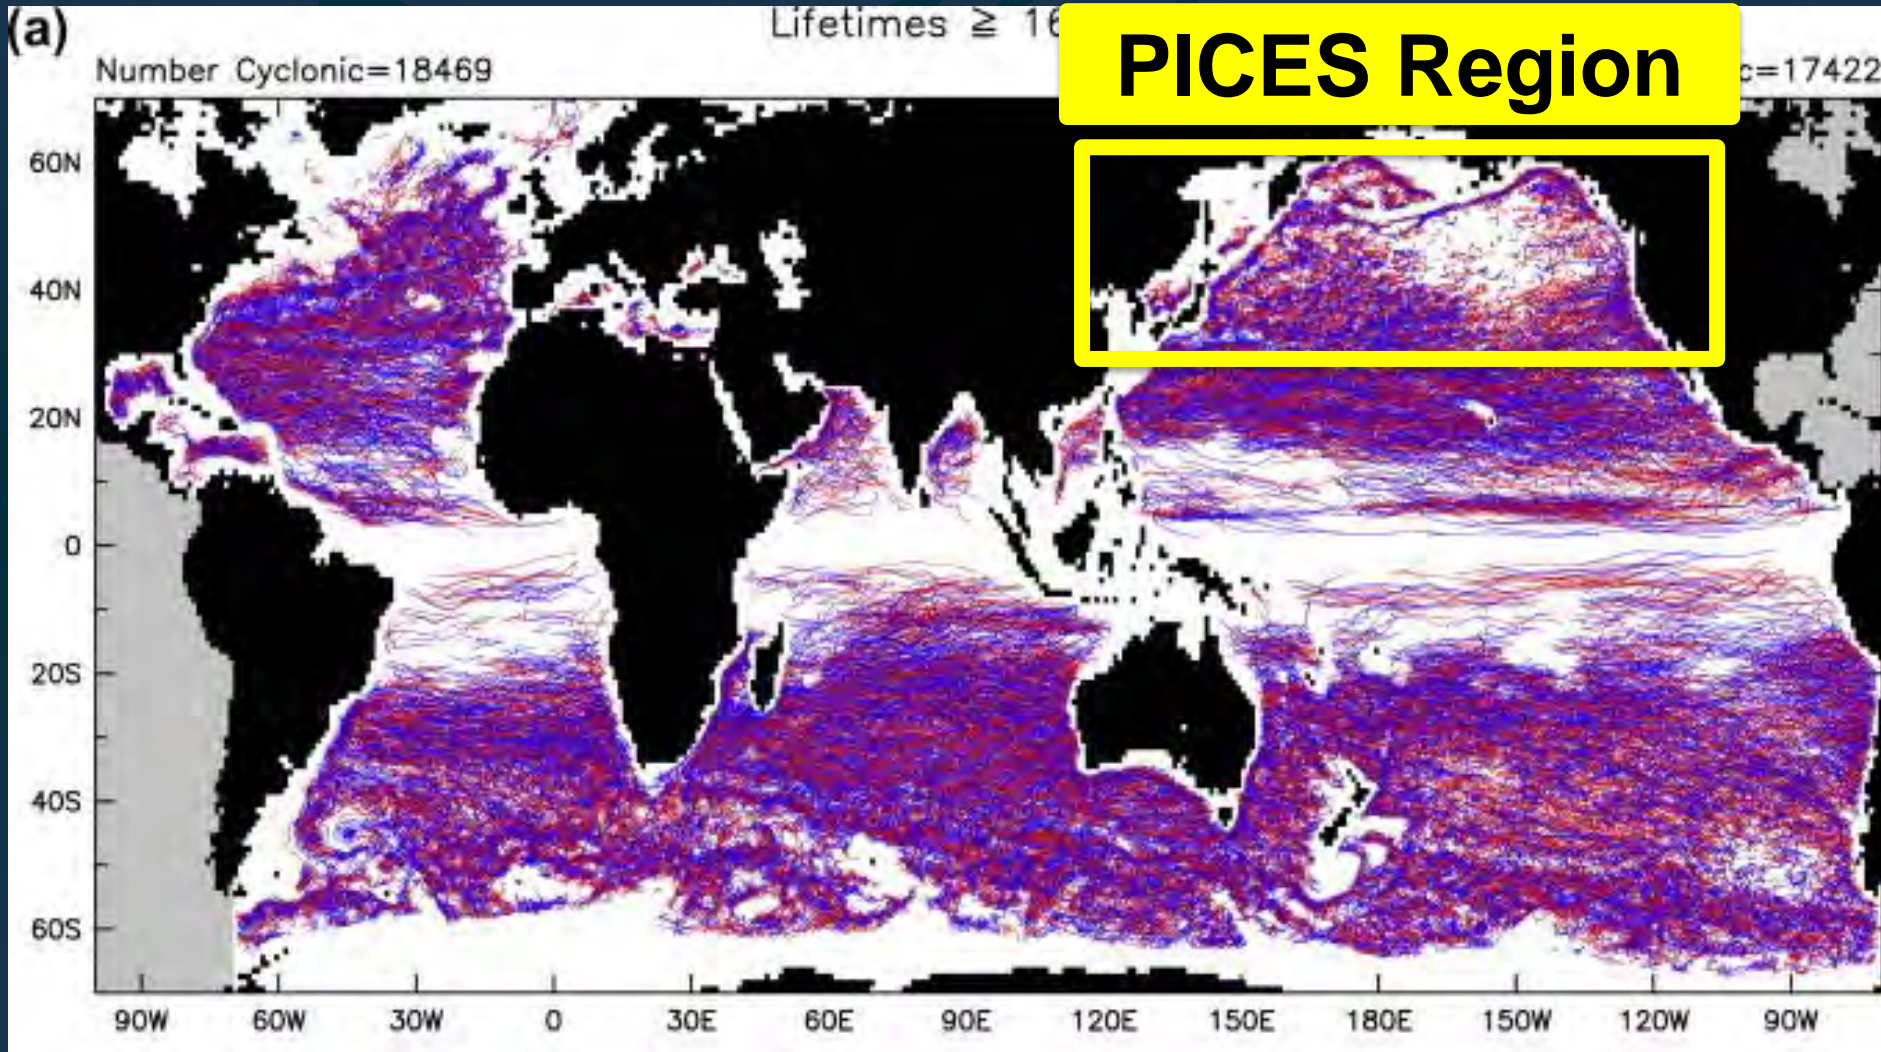 (a)
Lifetimes ≧ 16
PICES Region
Number Cyclonic=18469
c=17422
60N
40N
20N
0
20S
40S
60S
90W 60W 30W 0 30E 60E 90E 120E 150E 180E 150W 120W 90W